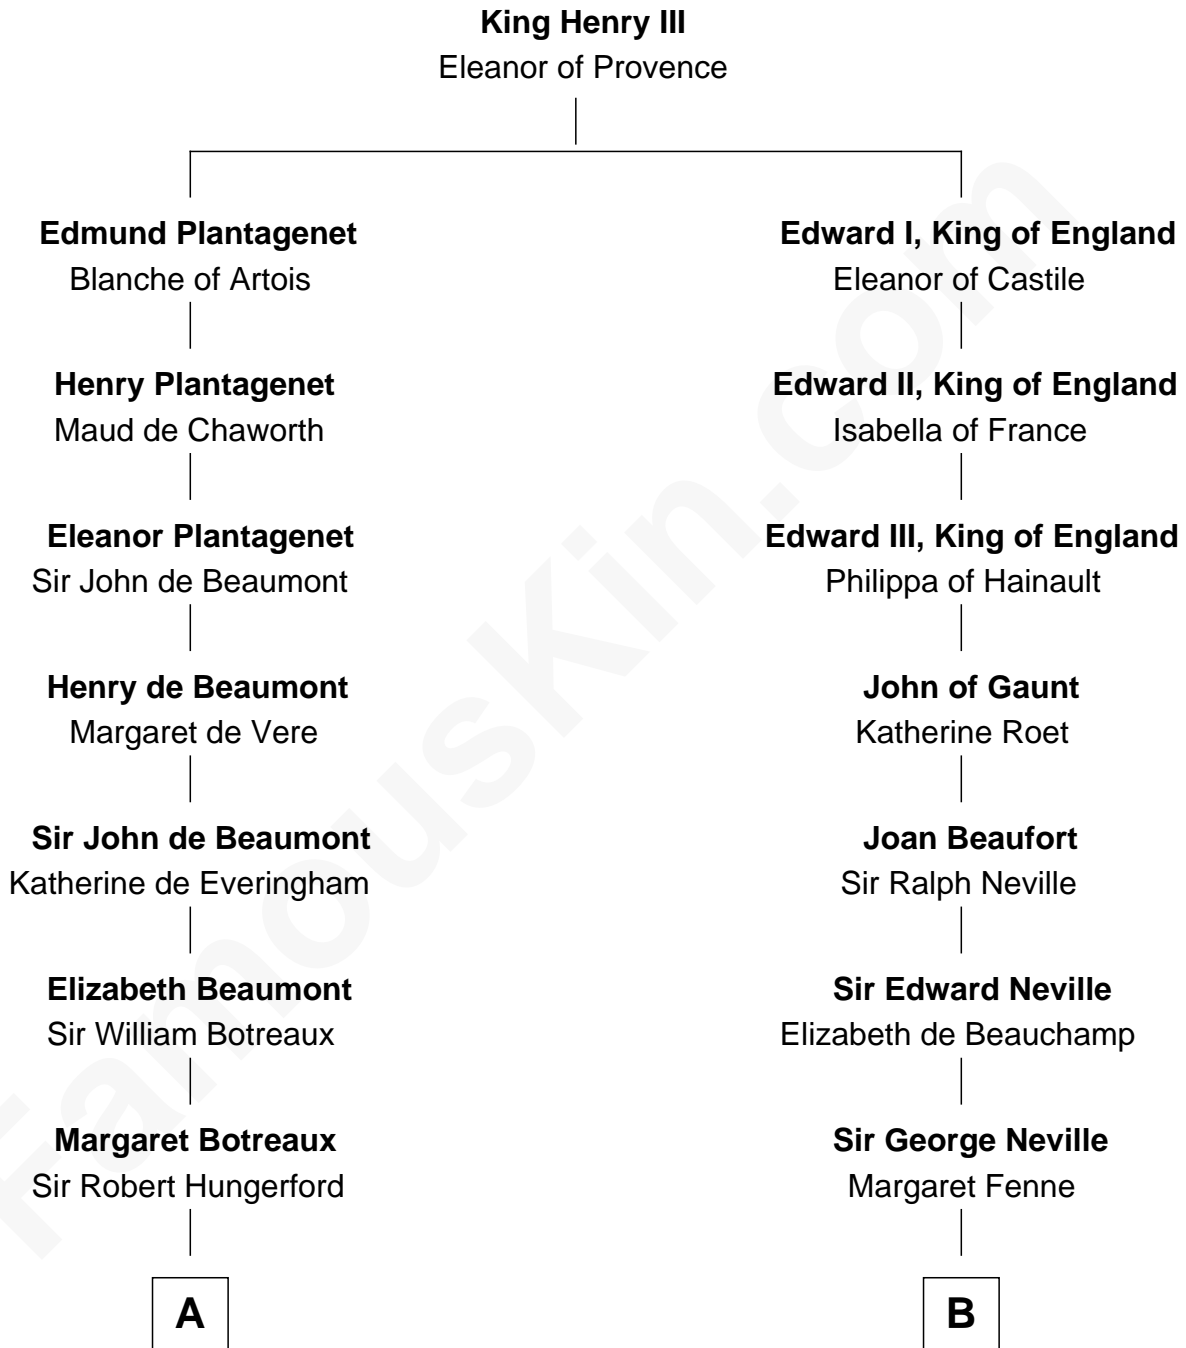 King Henry III
Eleanor of Provence
Edmund Plantagenet
Blanche of Artois
Edward I, King of England
Eleanor of Castile
Henry Plantagenet
Maud de Chaworth
Edward II, King of England
Isabella of France
Eleanor Plantagenet
Sir John de Beaumont
Edward III, King of England
Philippa of Hainault
Henry de Beaumont
Margaret de Vere
John of Gaunt
Katherine Roet
Sir John de Beaumont
Katherine de Everingham
Joan Beaufort
Sir Ralph Neville
Elizabeth Beaumont
Sir William Botreaux
Sir Edward Neville
Elizabeth de Beauchamp
Margaret Botreaux
Sir Robert Hungerford
Sir George Neville
Margaret Fenne
A
B
FamousKin.com